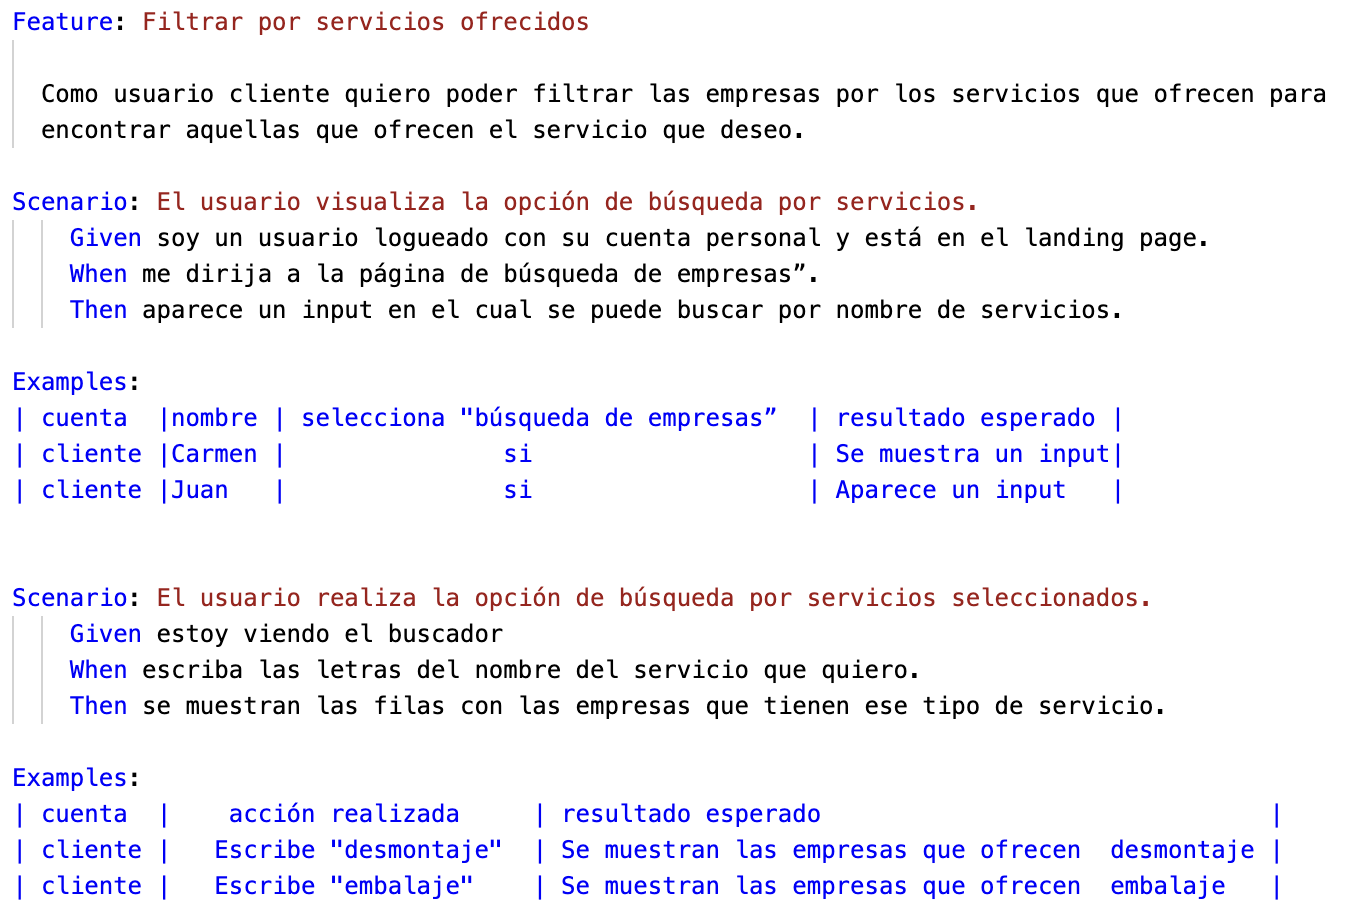 Feature: Filtrar por servicios ofrecidos
Como usuario cliente quiero poder filtrar las empresas por los servicios que ofrecen para
encontrar aquellas que ofrecen el servicio que deseo.
Scenario: El usuario visualiza la opción de búsqueda por servicios.
Given soy un usuario logueado con su cuenta personal y está en el landing page.
When me dirija a la página de búsqueda de empresas”.
Then aparece un input en el cual se puede buscar por nombre de servicios.
Examples:
| cuenta  |nombre | selecciona "búsqueda de empresas”  | resultado esperado |
| cliente |Carmen |               si                   | Se muestra un input|
| cliente |Juan   |               si                   | Aparece un input   |
Scenario: El usuario realiza la opción de búsqueda por servicios seleccionados.
Given estoy viendo el buscador
When escriba las letras del nombre del servicio que quiero.
Then se muestran las filas con las empresas que tienen ese tipo de servicio.
Examples:
| cuenta  |    acción realizada     | resultado esperado                               |
| cliente |   Escribe "desmontaje"  | Se muestran las empresas que ofrecen  desmontaje |
| cliente |   Escribe "embalaje"    | Se muestran las empresas que ofrecen  embalaje   |